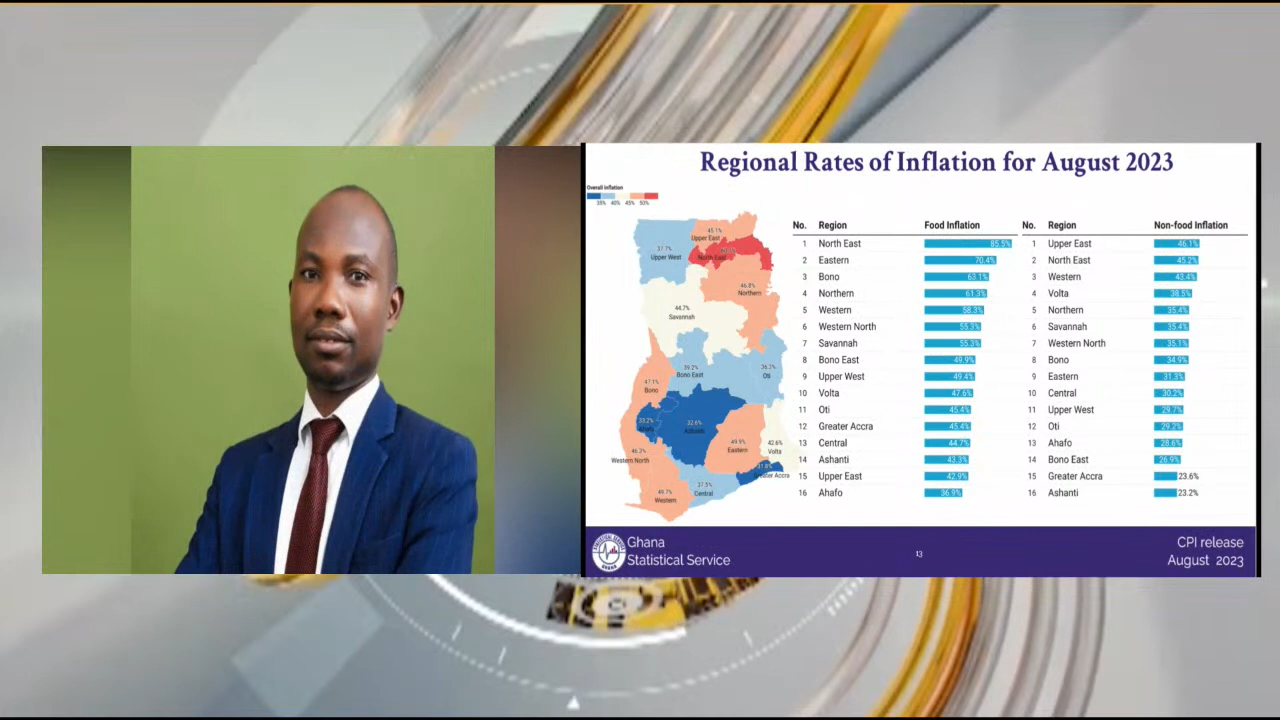 Regional Rates of Inflation for August 2023
Overall Inflation
35% 40% 45% 50%
45.1%
Upper East
37.7%
Upper West
North East
46.8%
Northern
44.7%
Savannah
39.2%
Bono East
36.3%
Oti
47.1%
Bono
33.2%
Ahafo
32.6%
Ashanti
49.9%
Eastern
42.6%
Volta
46.3%
Western North
31.8%
Greater Accra
37.5%
Central
49.7%
Western
No. Region Food Inflation
1 North East 85.5%
2 Eastern 70.4%
3 Bono 63.1%
4 Northern 61.3%
5 Western 58.3%
6 Western North 55.3%
7 Savannah 55.3%
8 Bono East 49.9%
9 Upper West 49.4%
10 Volta 47.6%
11 Oti 45.4%
12 Greater Accra 45.4%
13 Central 44.7%
14 Ashanti 43.3%
15 Upper East 42.9%
16 Ahafo 36.9%
No. Region Non-food Inflation
1 Upper East 46.1%
2 North East 45.2%
3 Western 43.4%
4 Volta 38.5%
5 Northern 35.4%
6 Savannah 35.4%
7 Western North 35.1%
8 Bono 34.9%
9 Eastern 31.3%
10 Central 30.2%
11 Upper West 29.7%
12 Oti 29.2%
13 Ahafo 28.6%
14 Bono East 26.9%
15 Greater Accra 23.6%
16 Ashanti 23.2%
Ghana
Statistical Service
13
CPI release
August 2023